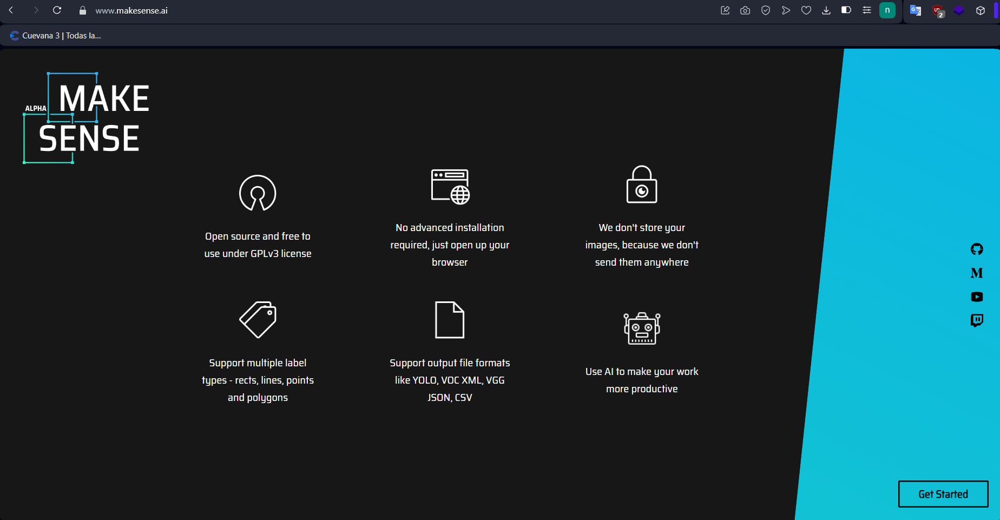 www.makesense.ai
n
2
Cuevana 3 | Todas la...
MAKE
ALPHA
SENSE
Open source and free to
use under GPLv3 license
No advanced installation
required, just open up your
browser
We don't store your
images, because we don't
send them anywhere
Support multiple label
types - rects, lines, points
and polygons
Support output file formats
like YOLO, VOC XML, VGG
JSON, CSV
Use AI to make your work
more productive
M
Get Started